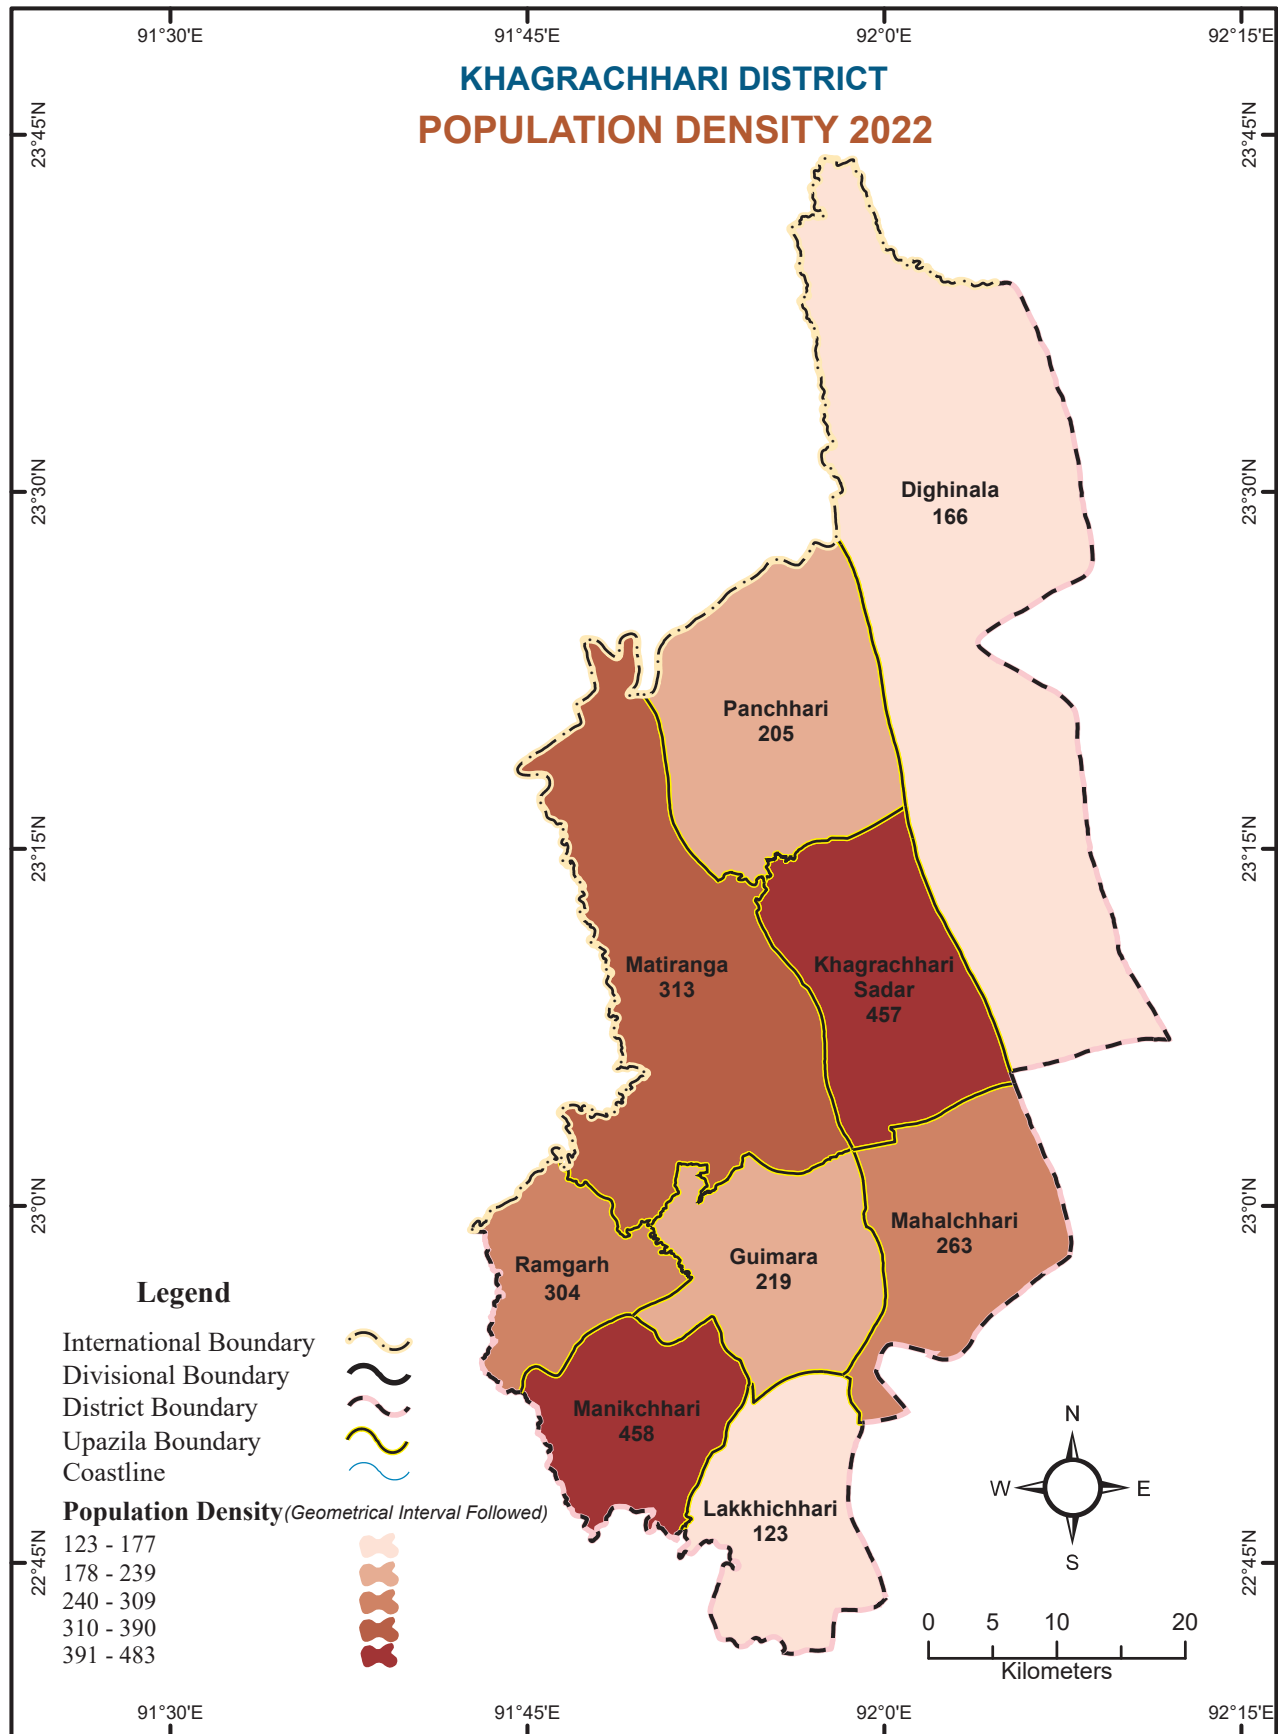 91°30'E 91°45'E 92°0'E 92°15'E
KHAGRACHHARI DISTRICT
POPULATION DENSITY 2022
23°45'N 23°45'N
23°30'N 23°30'N
Dighinala
166
Panchhari
205
23°15'N 23°15'N
Matiranga
313
Khagrachhari
Sadar
457
23°0'N 23°0'N
Mahalchhari
263
Guimara
219
Ramgarh
304
Manikchhari
458
Lakkhichhari
123
22°45'N 22°45'N
Legend
International Boundary
Divisional Boundary
District Boundary
Upazila Boundary
Coastline
Population Density(Geometrical Interval Followed)
123 - 177
178 - 239
240 - 309
310 - 390
391 - 483
N
W E
S
0 5 10 20
Kilometers
91°30'E 91°45'E 92°0'E 92°15'E